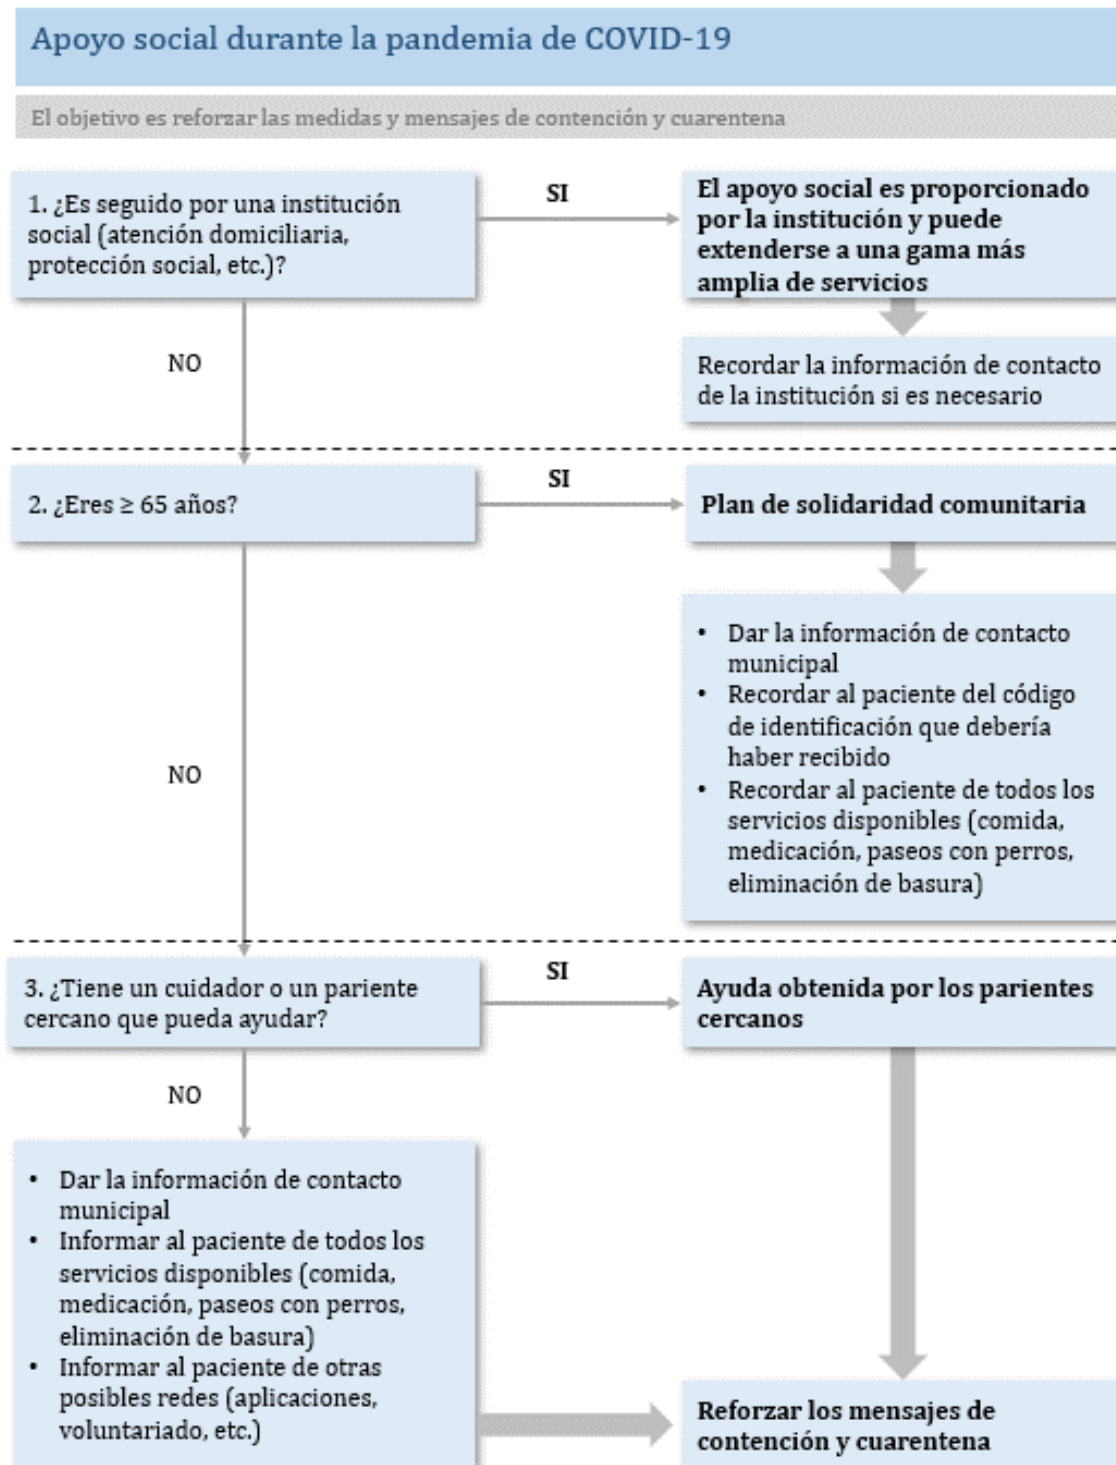 Apoyo social durante la pandemia de COVID-19
El objetivo es reforzar las medidas y mensajes de contención y cuarentena
1. ¿Es seguido por una institución
social (atención domiciliaria,
protección social, etc.)?
SI
El apoyo social es proporcionado
por la institución y puede
extenderse a una gama más
amplia de servicios
NO
Recordar la información de contacto
de la institución si es necesario
2. ¿Eres ≥ 65 años?
SI
Plan de solidaridad comunitaria
• Dar la información de contacto
municipal
• Recordar al paciente del código
de identificación que debería
haber recibido
• Recordar al paciente de todos los
servicios disponibles (comida,
medicación, paseos con perros,
eliminación de basura)
NO
3. ¿Tiene un cuidador o un pariente
cercano que pueda ayudar?
SI
Ayuda obtenida por los parientes
cercanos
NO
• Dar la información de contacto
municipal
• Informar al paciente de todos los
servicios disponibles (comida,
medicación, paseos con perros,
eliminación de basura)
• Informar al paciente de otras
posibles redes (aplicaciones,
voluntariado, etc.)
Reforzar los mensajes de
contención y cuarentena